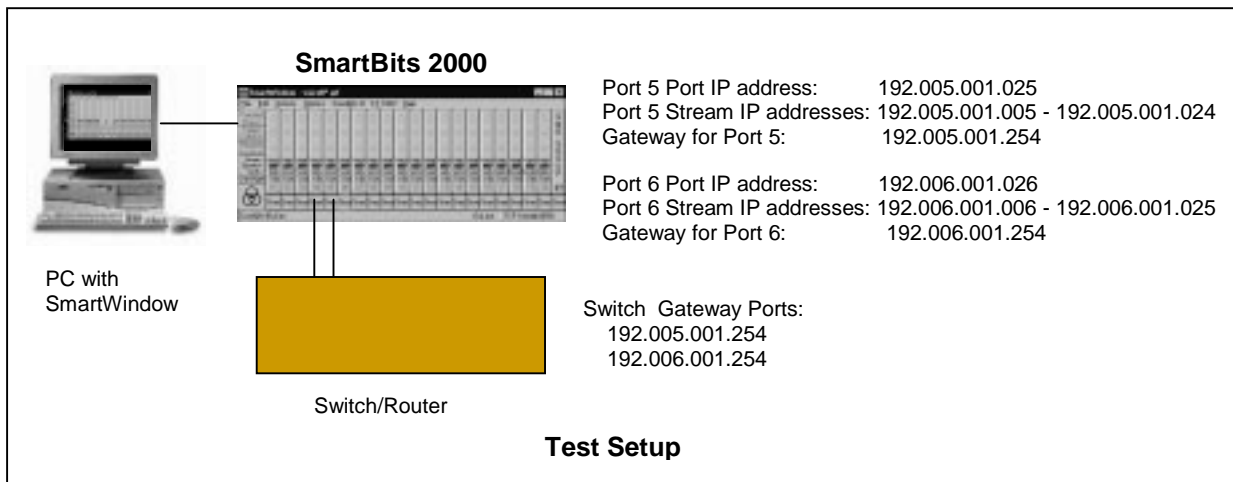 SmartBits 2000
Port 5 Port IP address: 192.005.001.025
Port 5 Stream IP addresses: 192.005.001.005 - 192.005.001.024
Gateway for Port 5: 192.005.001.254
Port 6 Port IP address: 192.006.001.026
Port 6 Stream IP addresses: 192.006.001.006 - 192.006.001.025
Gateway for Port 6: 192.006.001.254
PC with
SmartWindow
Switch Gateway Ports:
192.005.001.254
192.006.001.254
Switch/Router
Test Setup